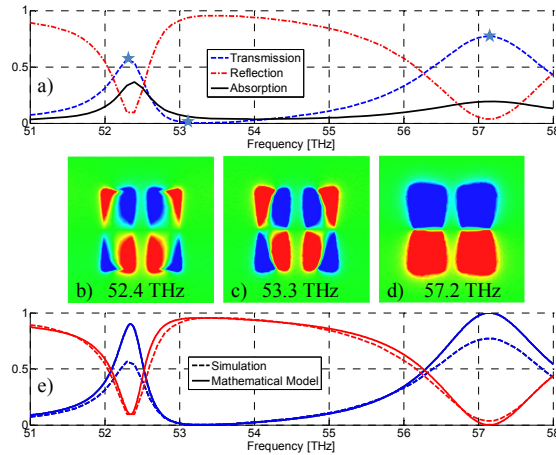 1
0.5
0
a)
Transmission
Reflection
Absorption
51 52 53 54 55 56 57 58
Frequency [THz]
b) 52.4 THz
c) 53.3 THz
d) 57.2 THz
1
0.5
0
e)
Simulation
Mathematical Model
51 52 53 54 55 56 57 58
Frequency [THz]